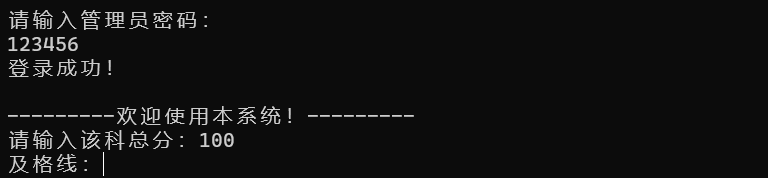 请输入管理员密码：
123456
登录成功！
---------欢迎使用本系统！---------
请输入该科总分：100
及格线：